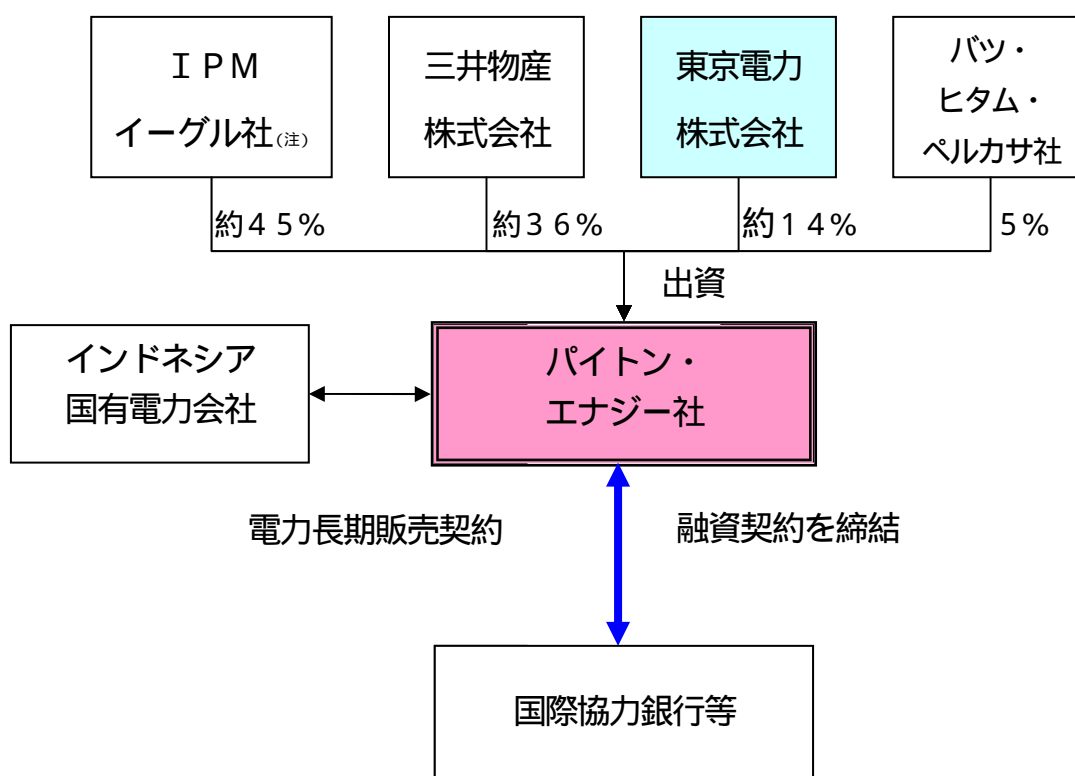 ＩＰＭ
イーグル社(注)
三井物産
株式会社
東京電力
株式会社
バツ・
ヒタム・
ペルカサ社
約４５％
約３６％
約１４％
５％
出資
インドネシア
国有電力会社
パイトン・
エナジー社
電力長期販売契約
融資契約を締結
国際協力銀行等